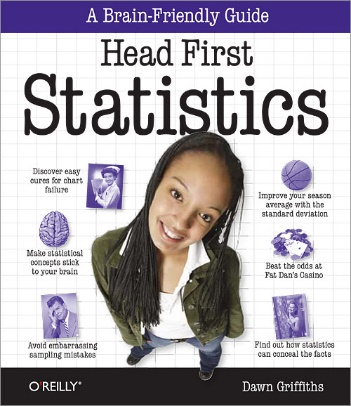 A Brain-Friendly Guide
Head First
Statistics
Discover easy
cures for chart
failure
Improve your season
average with the
standard deviation
Make statistical
concepts stick
to your brain
Beat the odds at
Fat Dan's Casino
Avoid embarrassing
sampling mistakes
Find out how statistics
can conceal the facts
O'REILLY®
Dawn Griffiths